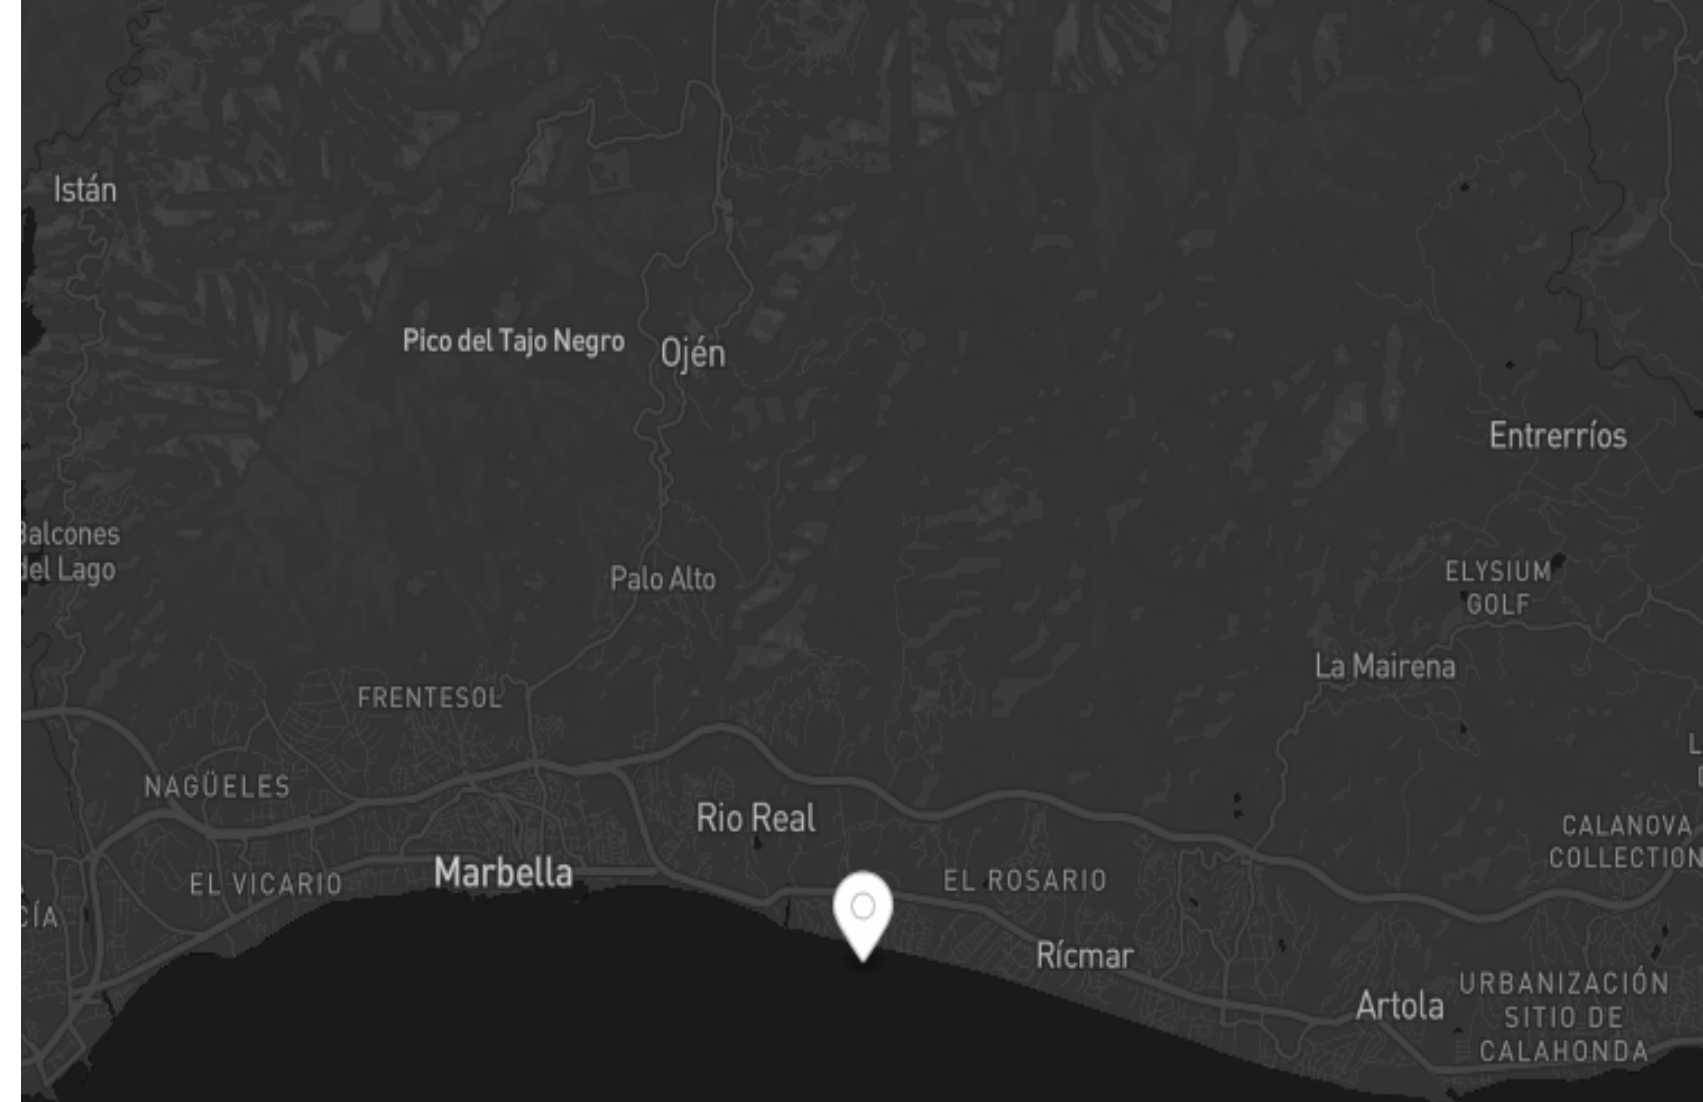 Istán
Pico del Tajo Negro
Ojén
Entrerríos
Balcones
del Lago
Palo Alto
ELYSIUM
GOLF
La Mairena
FRENTESOL
NAGÜELES
Rio Real
CALANOVA
COLLECTION
Marbella
EL VICARIO
EL ROSARIO
CÍA
Rícmar
Artola
URBANIZACIÓN
SITIO DE
CALAHONDA